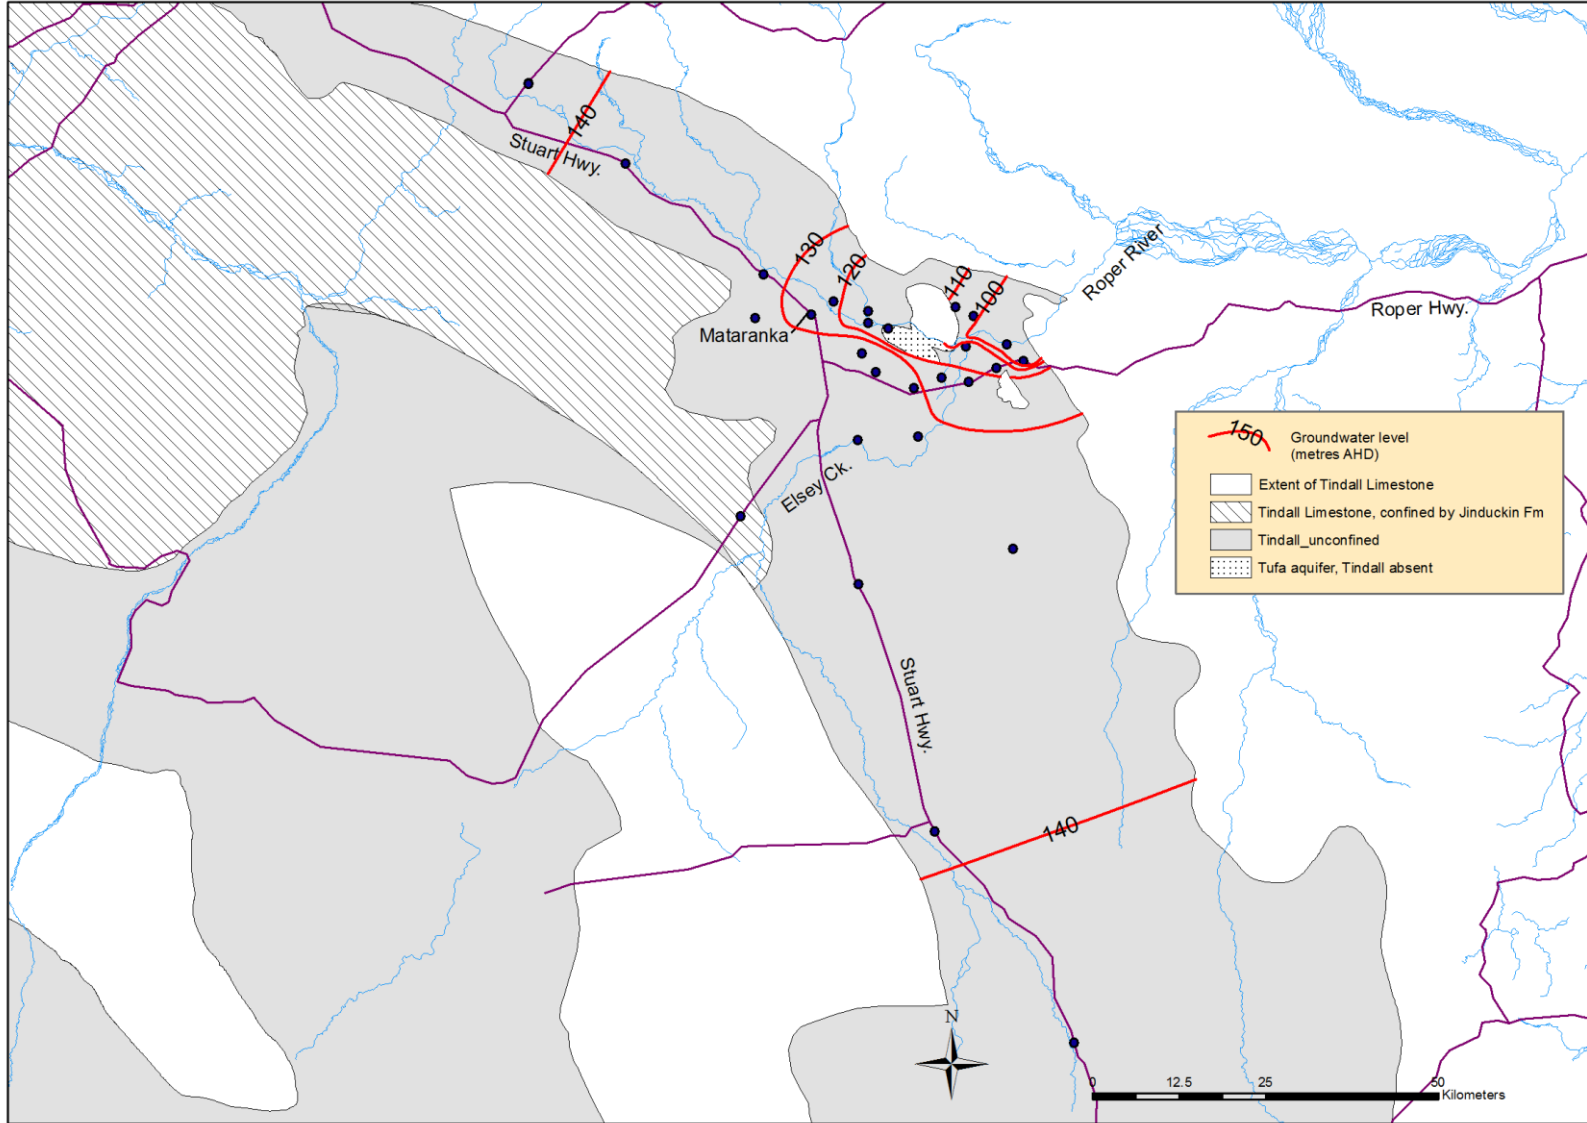 140
Stuart Hwy.
130
120
110
100
Roper River
Roper Hwy.
Mataranka
Elsey Ck.
150
Groundwater level
(metres AHD)
Extent of Tindall Limestone
Tindall Limestone, confined by Jinduckin Fm
Tindall_unconfined
Tufa aquifer, Tindall absent
Stuart Hwy.
140
N
0 12.5 25 50
Kilometers